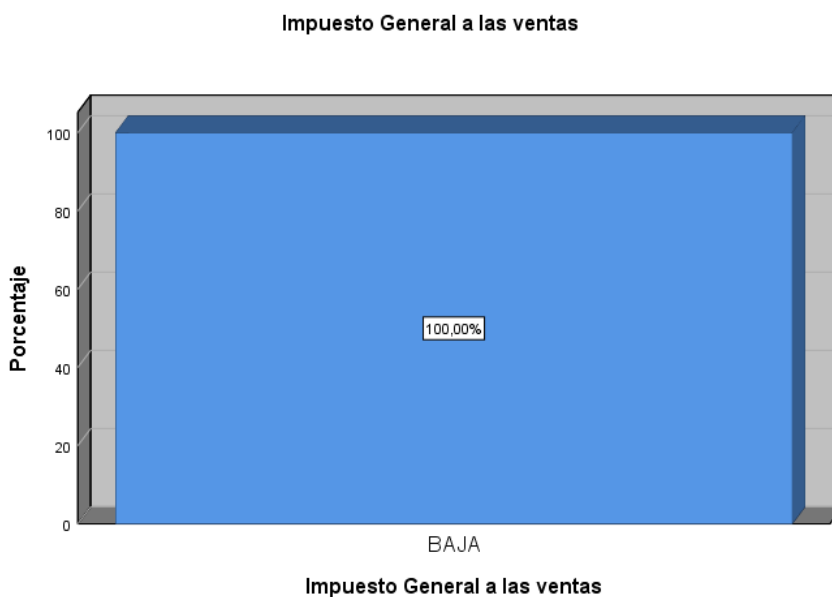 Impuesto General a las ventas
Porcentaje
100
80
60
40
20
0
100,00%
BAJA
Impuesto General a las ventas